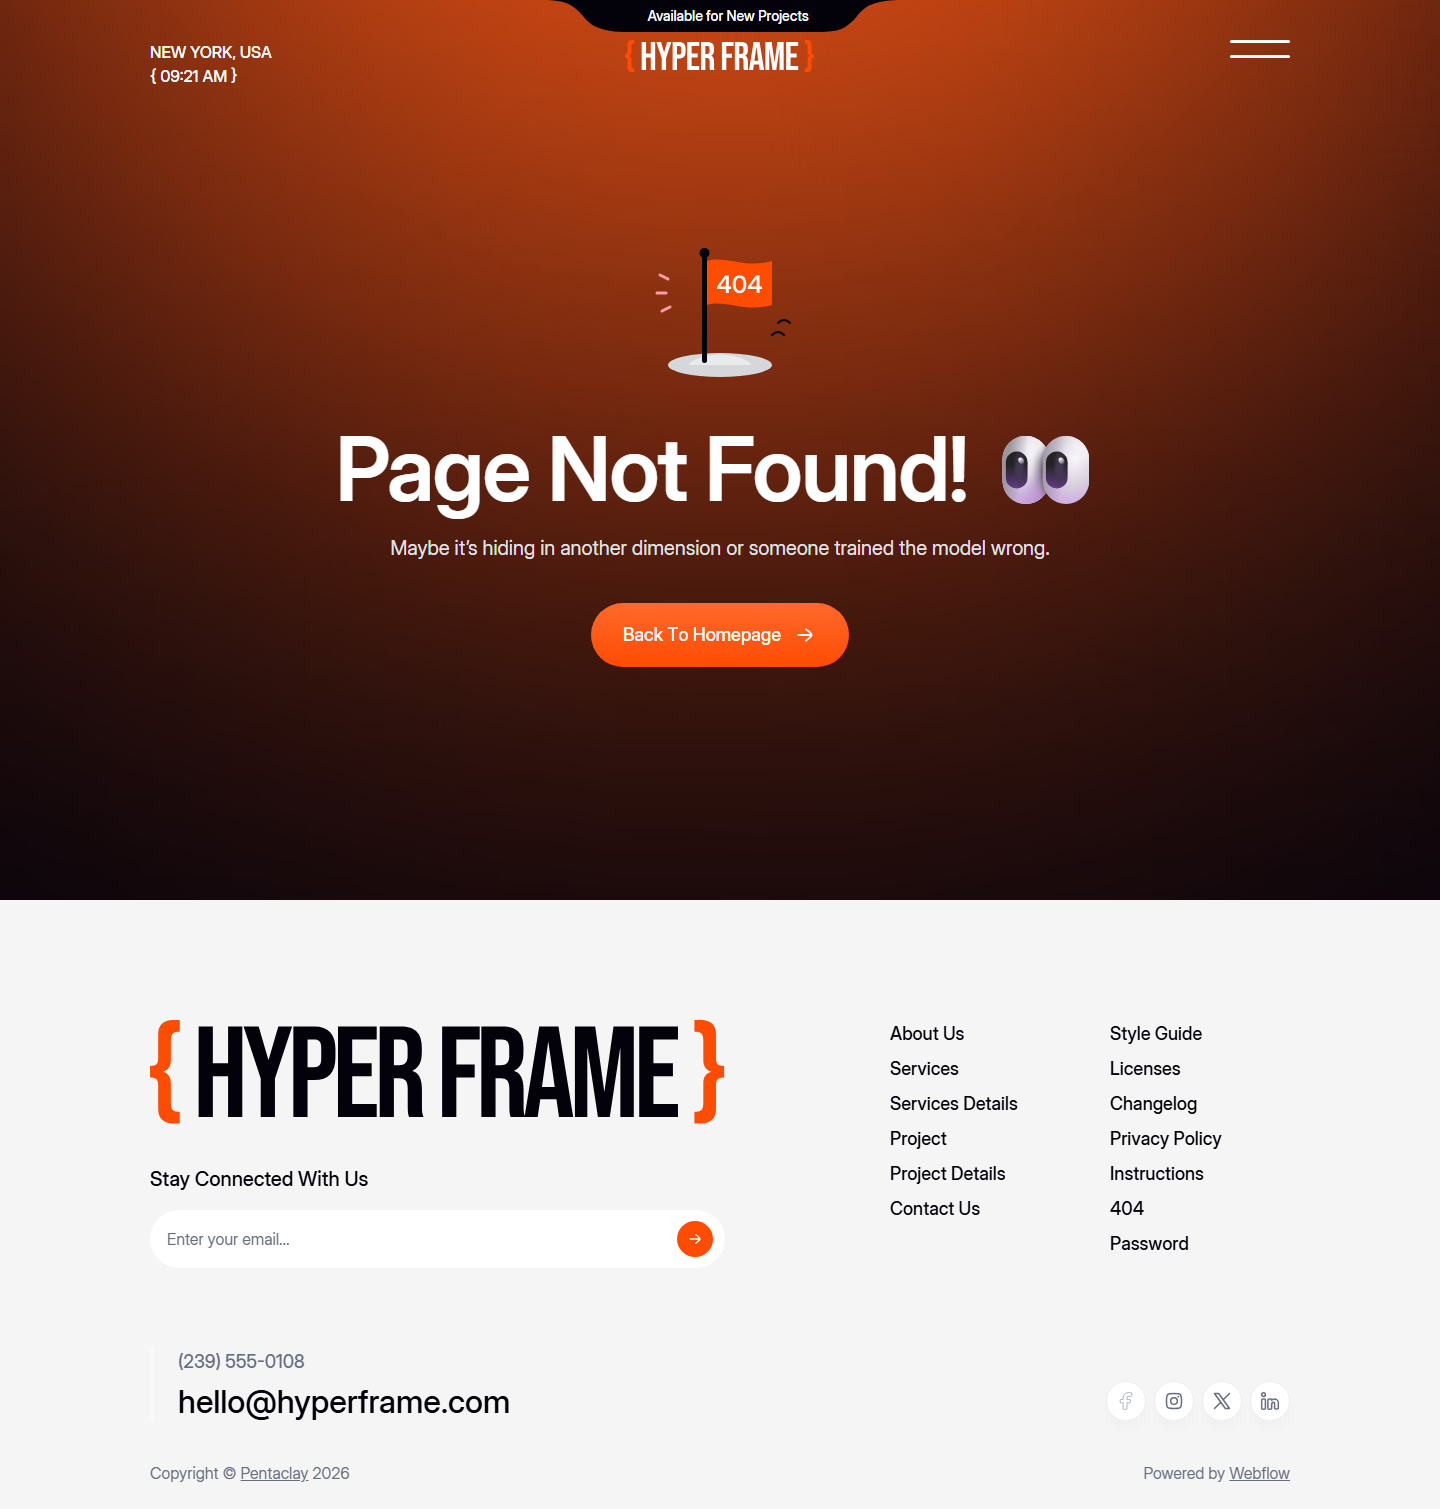 Available for New Projects
NEW YORK, USA
{ 09:21 AM }
{ HYPER FRAME }
404
Page Not Found! 👀
Maybe it’s hiding in another dimension or someone trained the model wrong.
Back To Homepage
{ HYPER FRAME }
Stay Connected With Us
Enter your email...
About Us
Services
Services Details
Project
Project Details
Contact Us
Style Guide
Licenses
Changelog
Privacy Policy
Instructions
404
Password
(239) 555-0108
hello@hyperframe.com
Copyright © Pentaclay 2026
Powered by Webflow